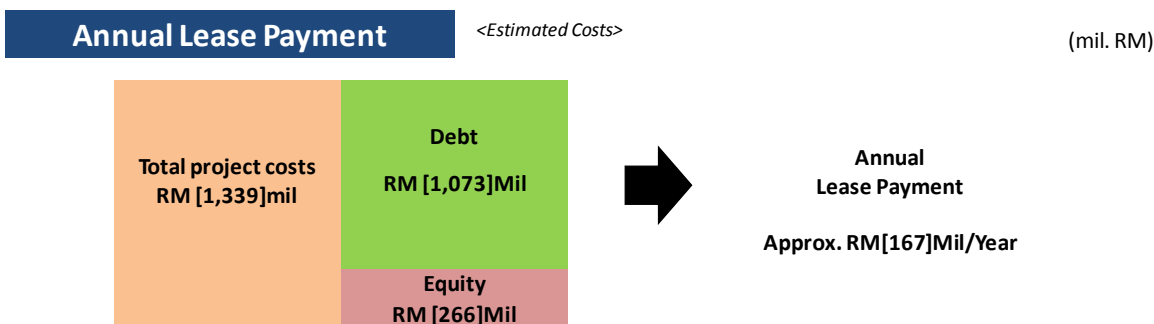 Annual Lease Payment
<Estimated Costs>
(mil. RM)
Total project costs
RM [1,339]mil
Debt
RM [1,073]Mil
Equity
RM [266]Mil
Annual
Lease Payment
Approx. RM[167]Mil/Year